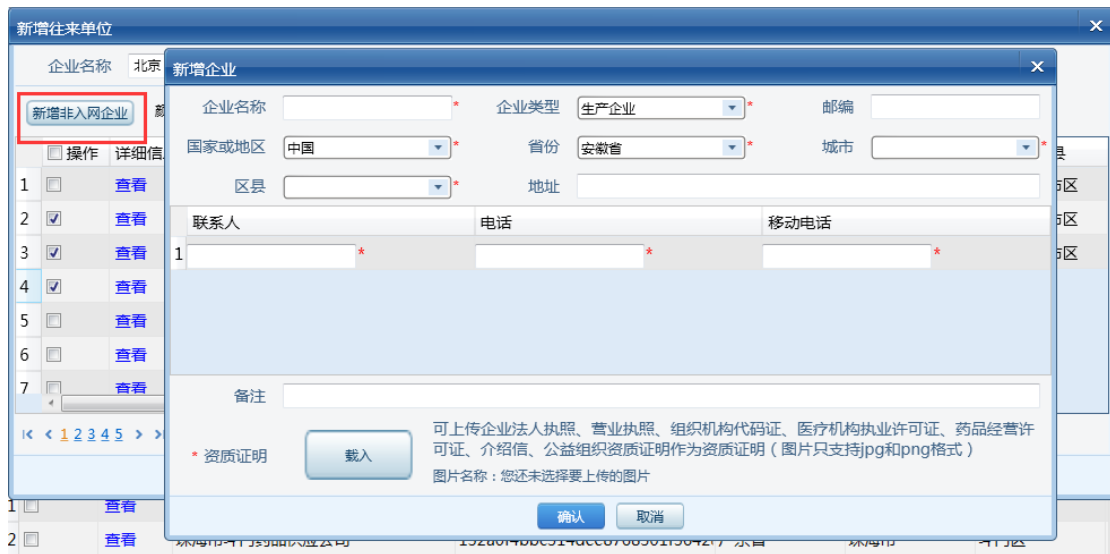 新增往来单位
企业名称 北京
新增企业
新增非入网企业
企业名称 * 企业类型 生产企业 * 邮编
国家或地区 中国 * 省份 安徽省 * 城市 *
区县 * 地址
操作 详细信
联系人 电话 移动电话
1 * * *
1 查看 市区
2 查看 市区
3 查看 市区
4 查看
5 查看
6 查看
7 查看
备注
1 2 3 4 5
* 资质证明 载入
可上传企业法人执照、营业执照、组织机构代码证、医疗机构执业许可证、药品经营许
可证、介绍信、公益组织资质证明作为资质证明(图片只支持jpg和png格式)
图片名称:您还未选择要上传的图片
确认 取消
1 查看
2 查看